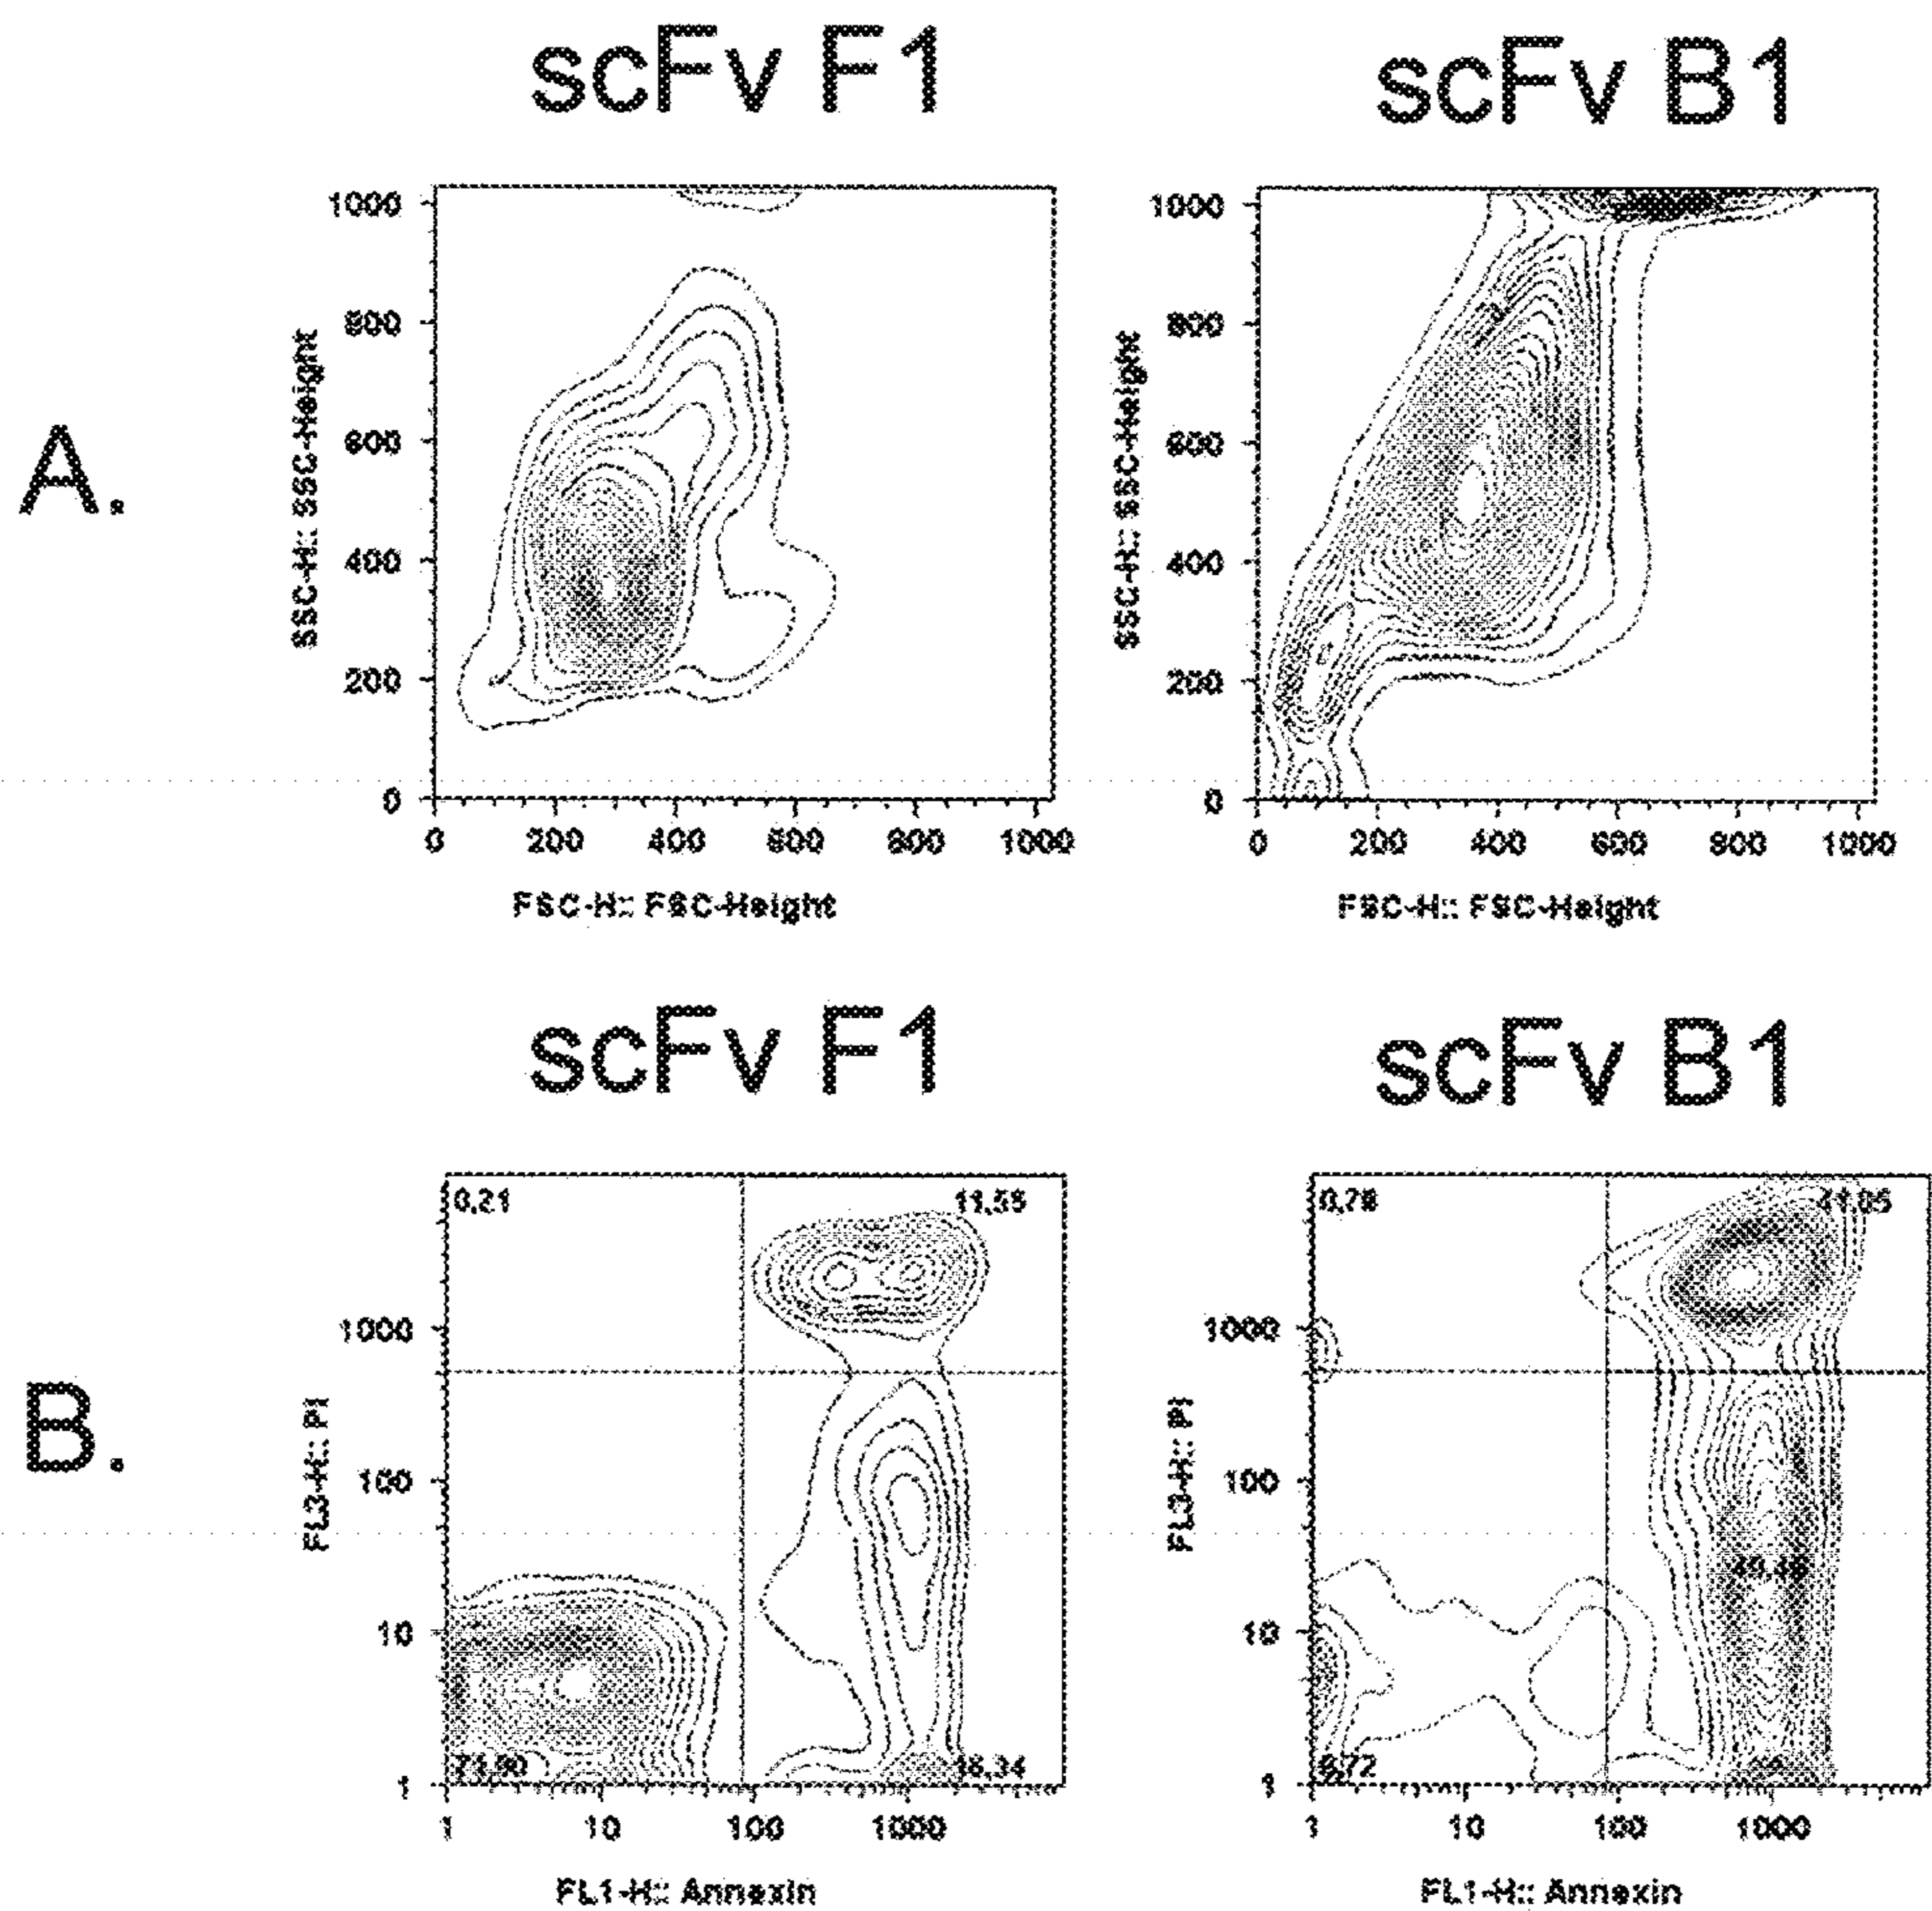 scFv F1 scFv B1
A.
SSC-H:: SSC-Height
1000
800
600
400
200
0
0 200 400 600 800 1000
FSC-H:: FSC-Height
SSC-H:: SSC-Height
1000
800
600
400
200
0
0 200 400 600 800 1000
FSC-H:: FSC-Height
scFv F1 scFv B1
B.
FL3-H:: PI
0,21 11,55
1000
100
10
1
16,34
1 10 100 1000
FL1-H:: Annexin
FL3-H:: PI
0,78 41,05
1000
100
10
1
1 10 100 1000
FL1-H:: Annexin